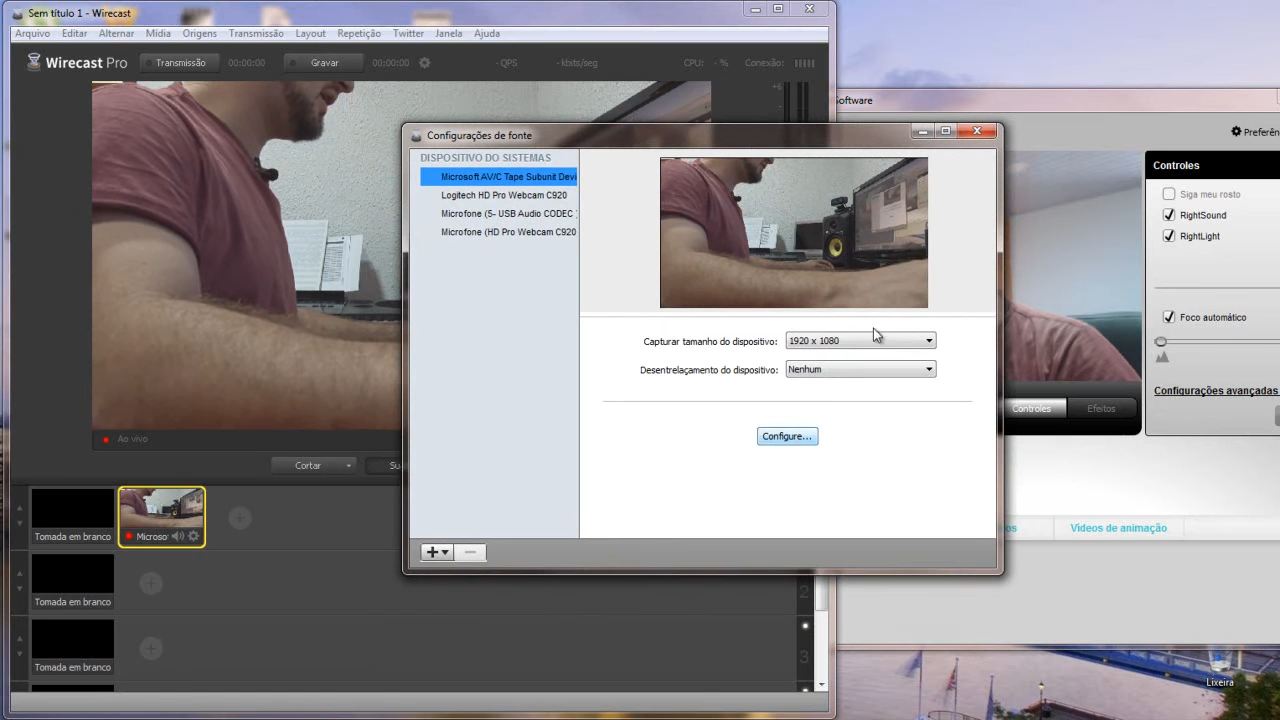 Sem título 1 - Wirecast
Arquivo Editar Alternar Mídia Origens Transmissão Layout Repetição Twitter Janela Ajuda
Wirecast Pro Transmissão 00:00:00 Gravar 00:00:00 - QPS - kbits/seg CPU: - % Conexão:
+6
Software
Preferên
Configurações de fonte
DISPOSITIVO DO SISTEMAS
Microsoft AV/C Tape Subunit Devi
Logitech HD Pro Webcam C920
Microfone (5- USB Audio CODEC
Microfone (HD Pro Webcam C920
Capturar tamanho do dispositivo: 1920 x 1080
Desentrelaçamento do dispositivo: Nenhum
Configure...
Controles
Siga meu rosto
RightSound
RightLight
Foco automático
Configurações avançadas
Controles Efeitos
Vídeos de animação
Ao vivo
Cortar
Su
Tomada em branco
Microso
Tomada em branco
2
Tomada em branco
3
Lixeira